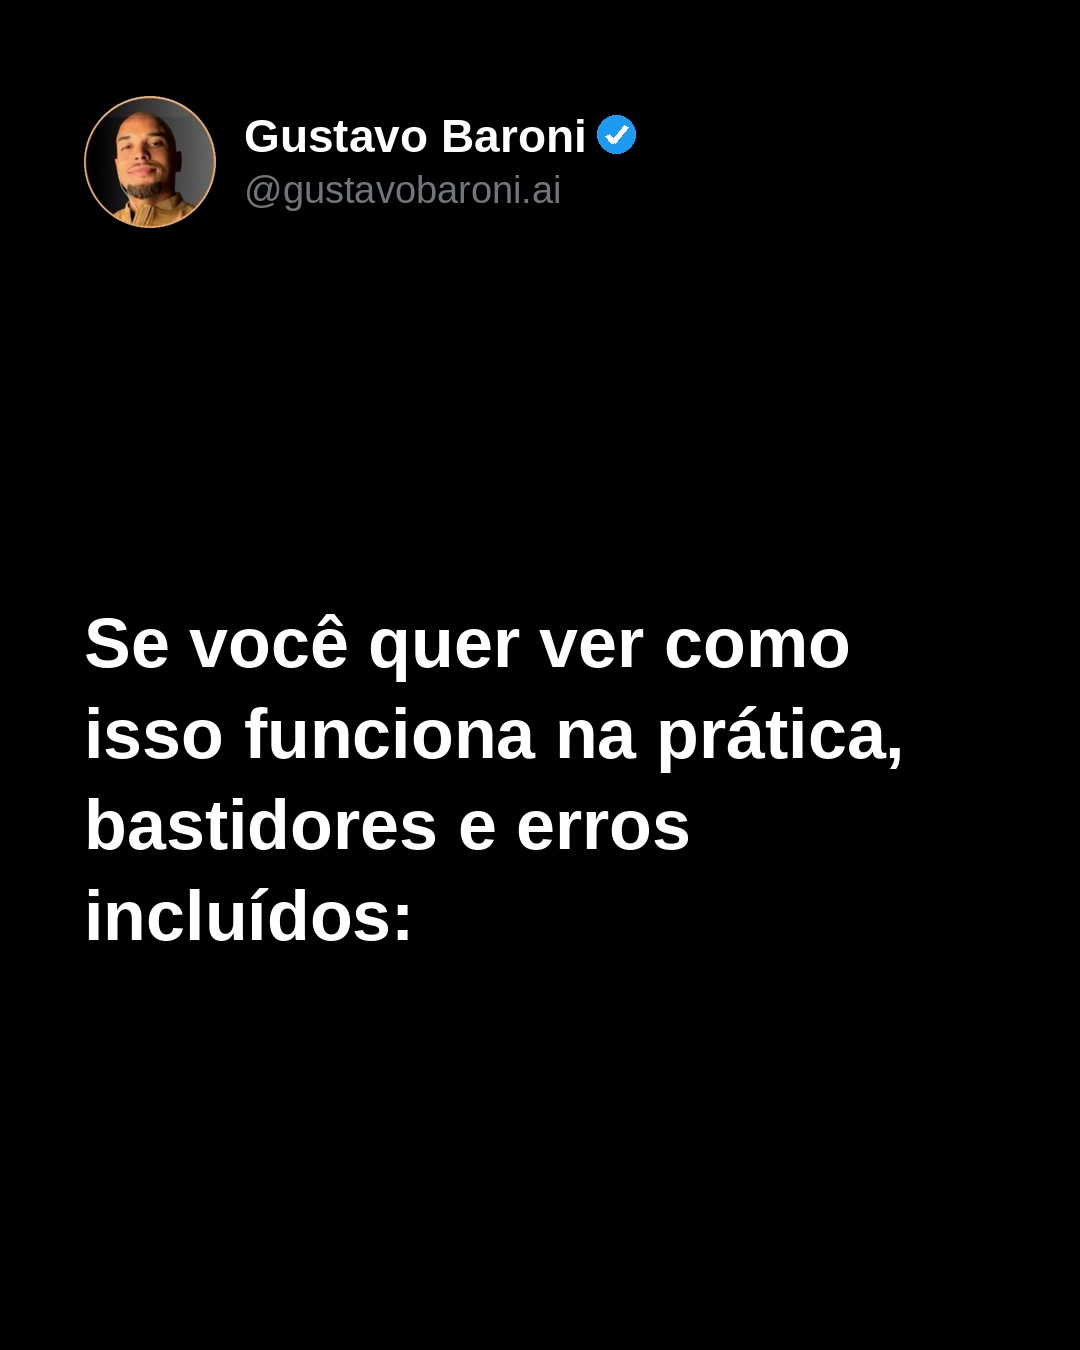 Gustavo Baroni
@gustavobaroni.ai
Se você quer ver como
isso funciona na prática,
bastidores e erros
incluídos: